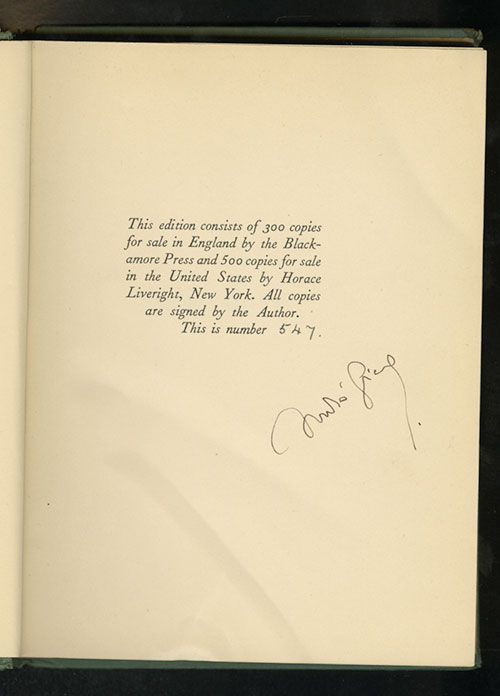 This edition consists of 300 copies
for sale in England by the Black-
amore Press and 500 copies for sale
in the United States by Horace
Liveright, New York. All copies
are signed by the Author.
This is number 547.